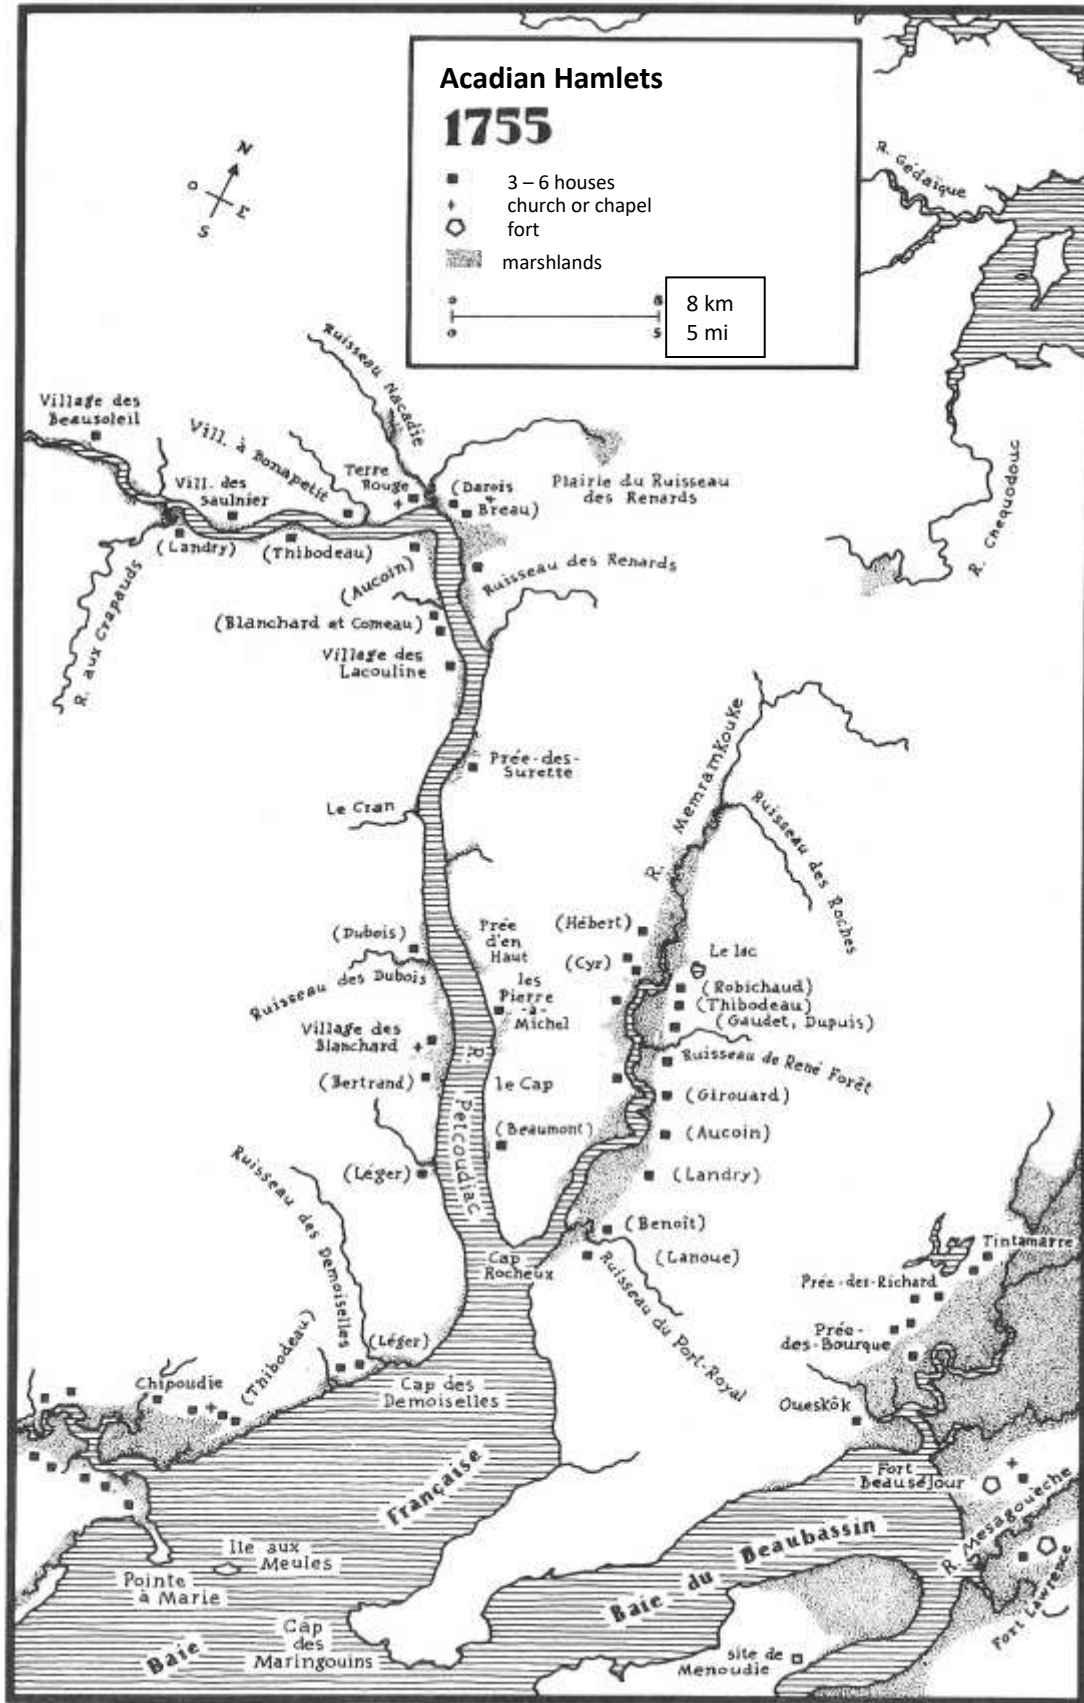 Acadian Hamlets
1755
3 – 6 houses
church or chapel
fort
marshlands
o 8
8 km
o 5
5 mi
N
o
E
S
R. Gédaïque
Ruisseau Nacadie
Village des
Beausoleil
Vill. à Bonapetit
Vill. des
Saulnier
Terre
Rouge
(Darois
&
Breau)
Plairie du Ruisseau
des Renards
R. Chequodouc
(Landry)
(Thibodeau)
(Aucoin)
Ruisseau des Renards
R. aux Crapauds
(Blanchard et Comeau)
Village des
Lacouline
Prée-des-
Surette
R. Memramkouke
Ruisseau des Roches
Le Cran
(Dubois)
Prée
d'en
Haut
(Hébert)
(Cyr)
Le lac
Ruisseau des Dubois
les
Pierre
-à-
Michel
(Robichaud)
(Thibodeau)
(Gaudet, Dupuis)
Village des
Blanchard
R. Petcoudiac
Ruisseau de René Forêt
(Bertrand)
le Cap
(Girouard)
(Beaumont)
(Aucoin)
(Léger)
(Landry)
Ruisseau des Demoiselles
(Benoît)
(Lanoue)
Cap
Rocheux
Ruisseau du Port-Royal
Tintamarre
Prée-des-Richard
Prée-
des-Bourque
(Léger)
(Thibodeau)
Chipoudie
Cap des
Demoiselles
Oueskôk
Fort
Beauséjour
R. Mesagoueche
Fort Lawrence
Ile aux
Meules
Pointe
à Marie
Baie Française
Cap
des
Maringouins
Baie du Beaubassin
site de
Menoudie